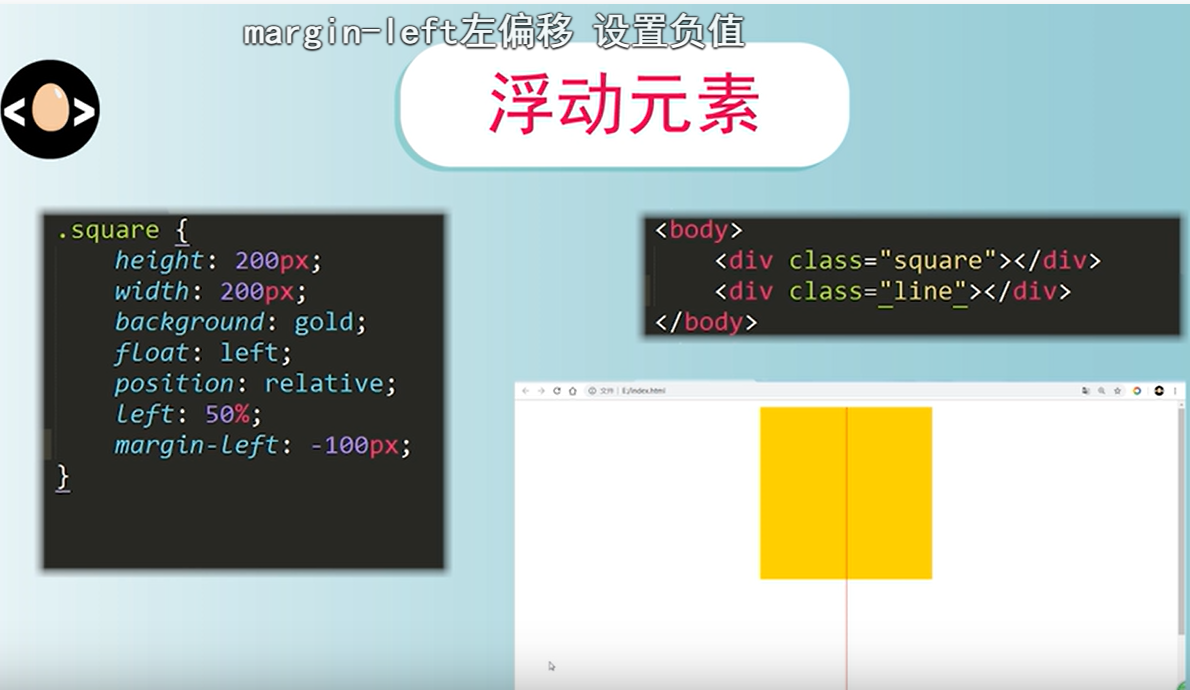 margin-left左偏移 设置负值
浮动元素
< >
.square {
height: 200px;
width: 200px;
background: gold;
float: left;
position: relative;
left: 50%;
margin-left: -100px;
}
<body>
<div class="square"></div>
<div class="line"></div>
</body>
文件 | E:/index.html